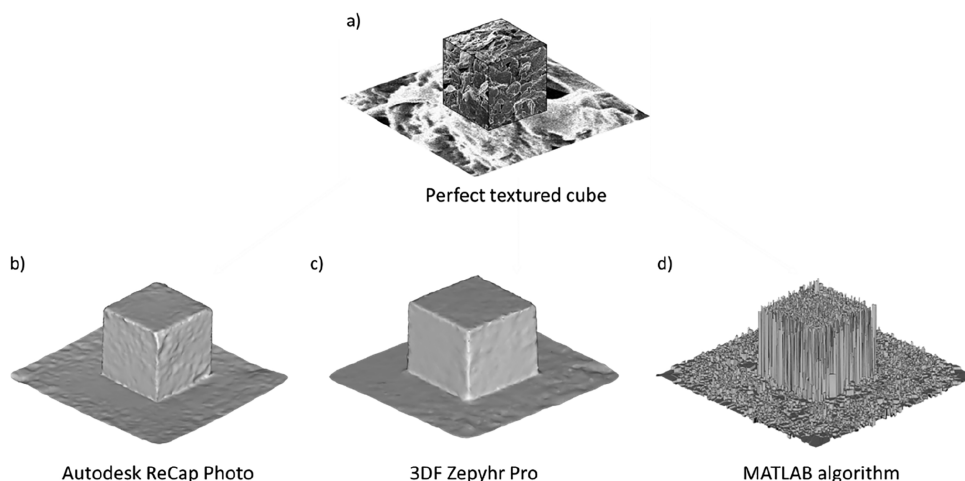 a)
Perfect textured cube
b)
c)
d)
Autodesk ReCap Photo
3DF Zepyhr Pro
MATLAB algorithm